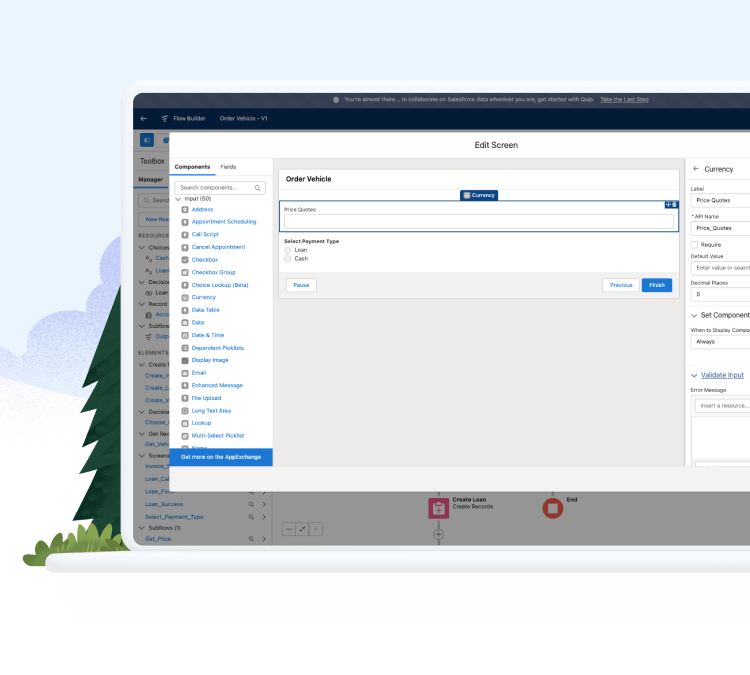 You're almost there... to collaborate on Salesforce data wherever you are, get started with Quip. Take the Last Step
Flow Builder Order Vehicle - V1
Edit Screen
Toolbox
Manager
Search
New Res
RESOURCE
Choices
Cash
Loan
Decision
Loan
Record
Acco
Subflow
Outp
ELEMENTS
Create
Create_In
Create_L
Create_V
Decision
Choose_
Get Rec
Get_Vehi
Screens
Invoice_S
Loan_Cal
Loan_Form
Loan_Success
Select_Payment_Type
Subflows (1)
Get_Price
Components Fields
Search components...
Input (50)
Address
Appointment Scheduling
Call Script
Cancel Appointment
Checkbox
Checkbox Group
Choice Lookup (Beta)
Currency
Data Table
Date
Date & Time
Dependent Picklists
Display Image
Email
Enhanced Message
File Upload
Long Text Area
Lookup
Multi-Select Picklist
Name
Get more on the AppExchange
Order Vehicle
Currency
Price Quotes
Select Payment Type
Loan
Cash
Pause Previous Finish
Currency
Label
Price Quotes
* API Name
Price_Quotes
Require
Default Value
Enter value or search
Decimal Places
0
Set Component
When to Display Compo
Always
Validate Input
Error Message
Insert a resource...
Create Loan
Create Records
End